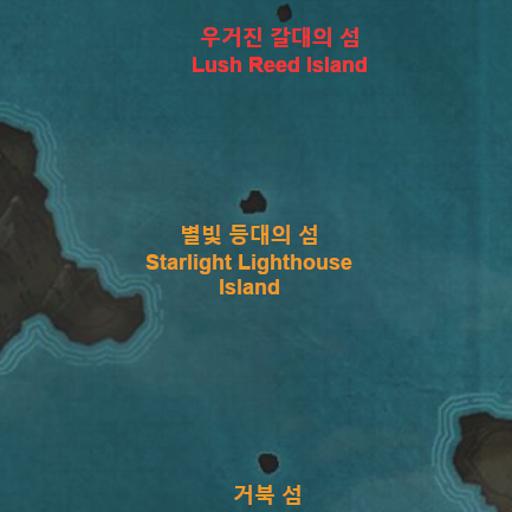 우거진 갈대의 섬
Lush Reed Island
별빛 등대의 섬
Starlight Lighthouse
Island
거북 섬